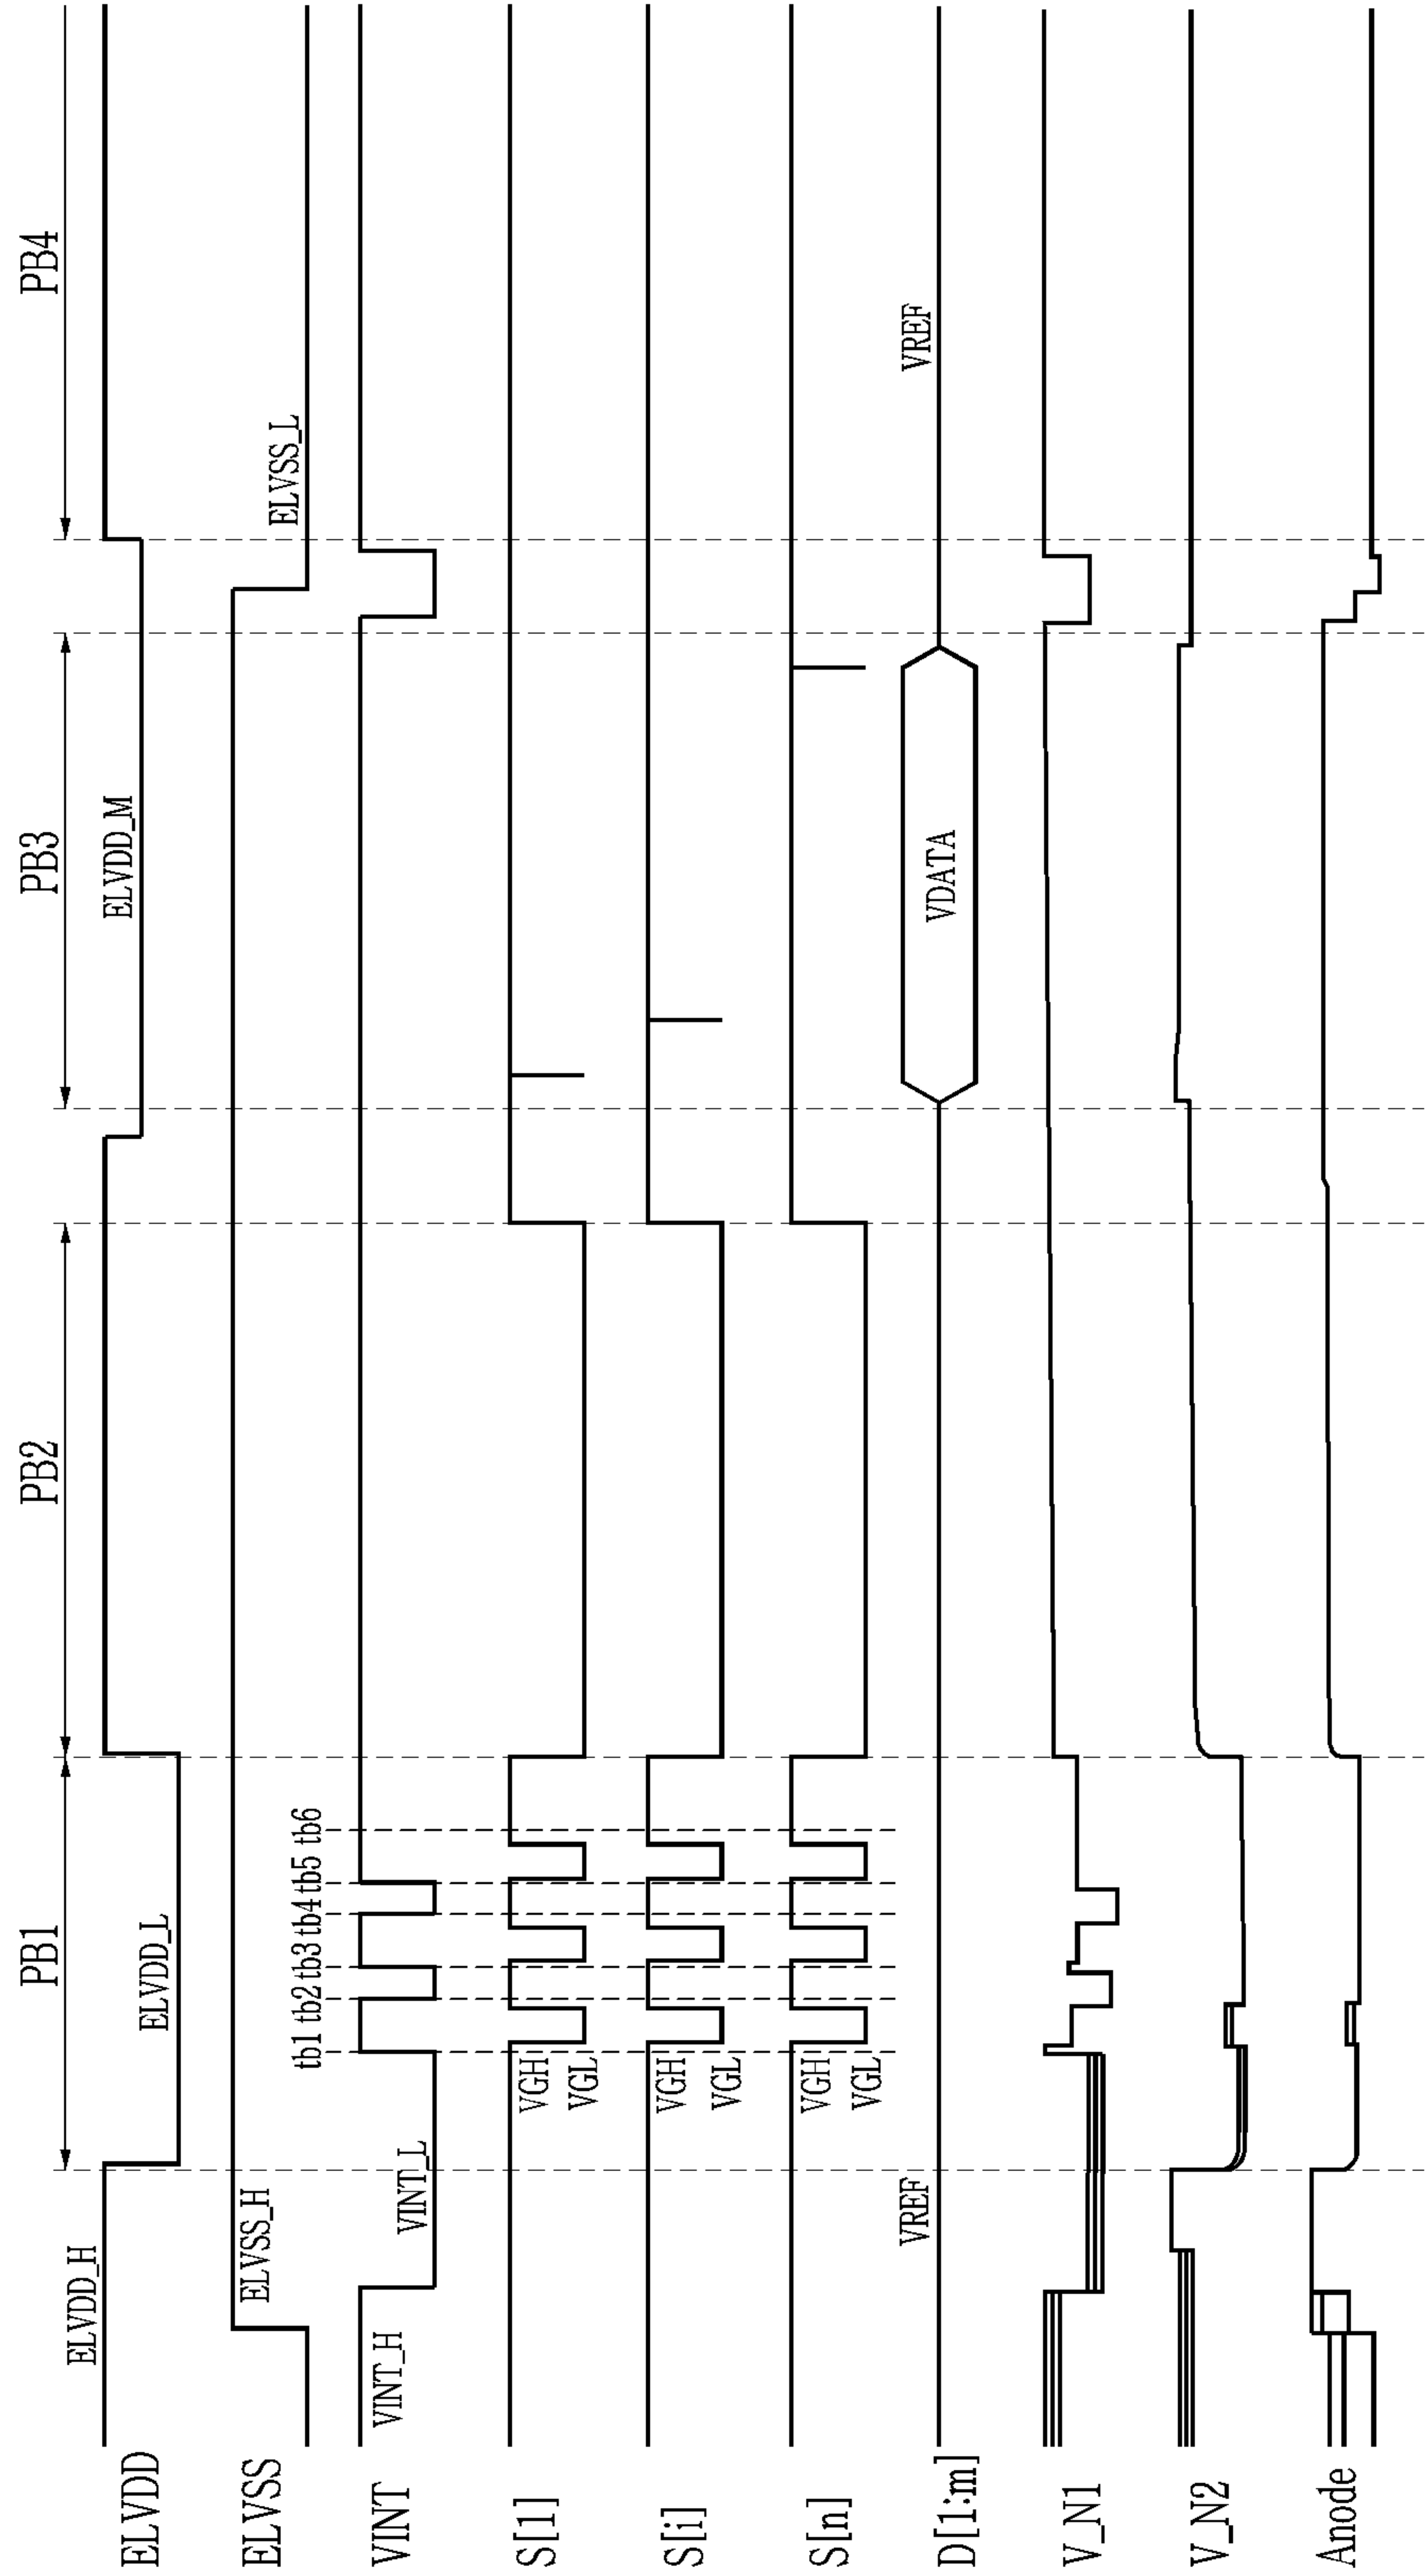 PB1 PB2 PB3 PB4
ELVDD ELVDD_H ELVDD_L ELVDD_M
ELVSS ELVSS_H ELVSS_L
VINT VINT_H VINT_L tb1 tb2 tb3 tb4 tb5 tb6
S[1] VGH
VGL
S[i] VGH
VGL
S[n] VGH
VGL
D[1:m] VREF VDATA VREF
V_N1
V_N2
Anode